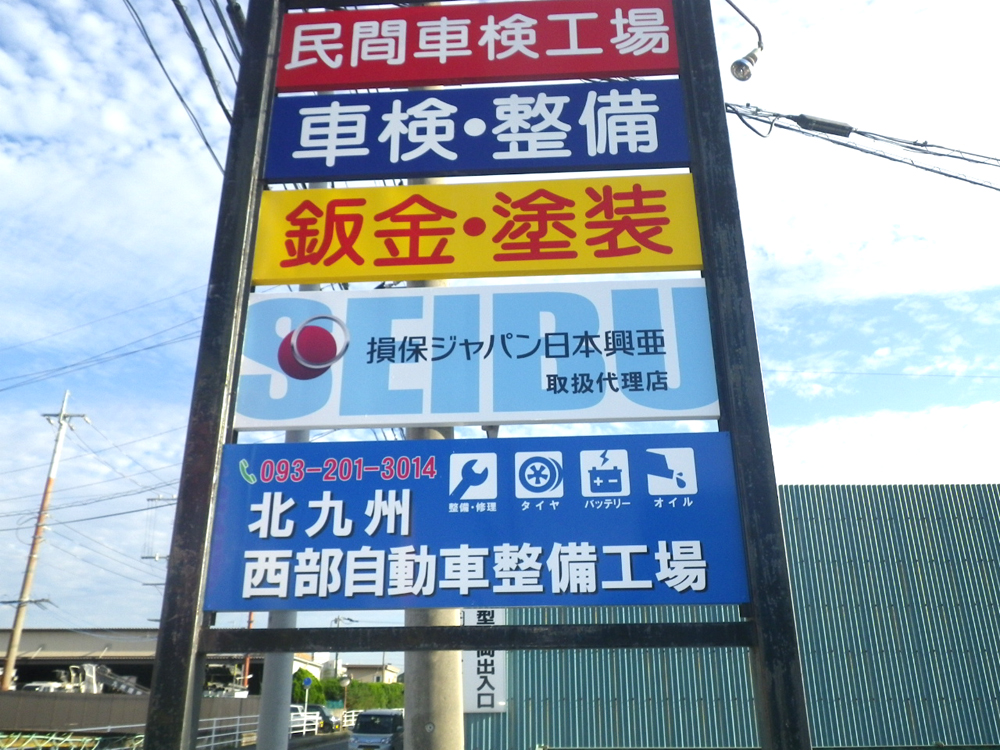 民間車検工場
車検・整備
鈑金・塗装
SEIBU
損保ジャパン日本興亜
取扱代理店
093-201-3014
整備・修理 タイヤ バッテリー オイル
北九州
西部自動車整備工場
出入口